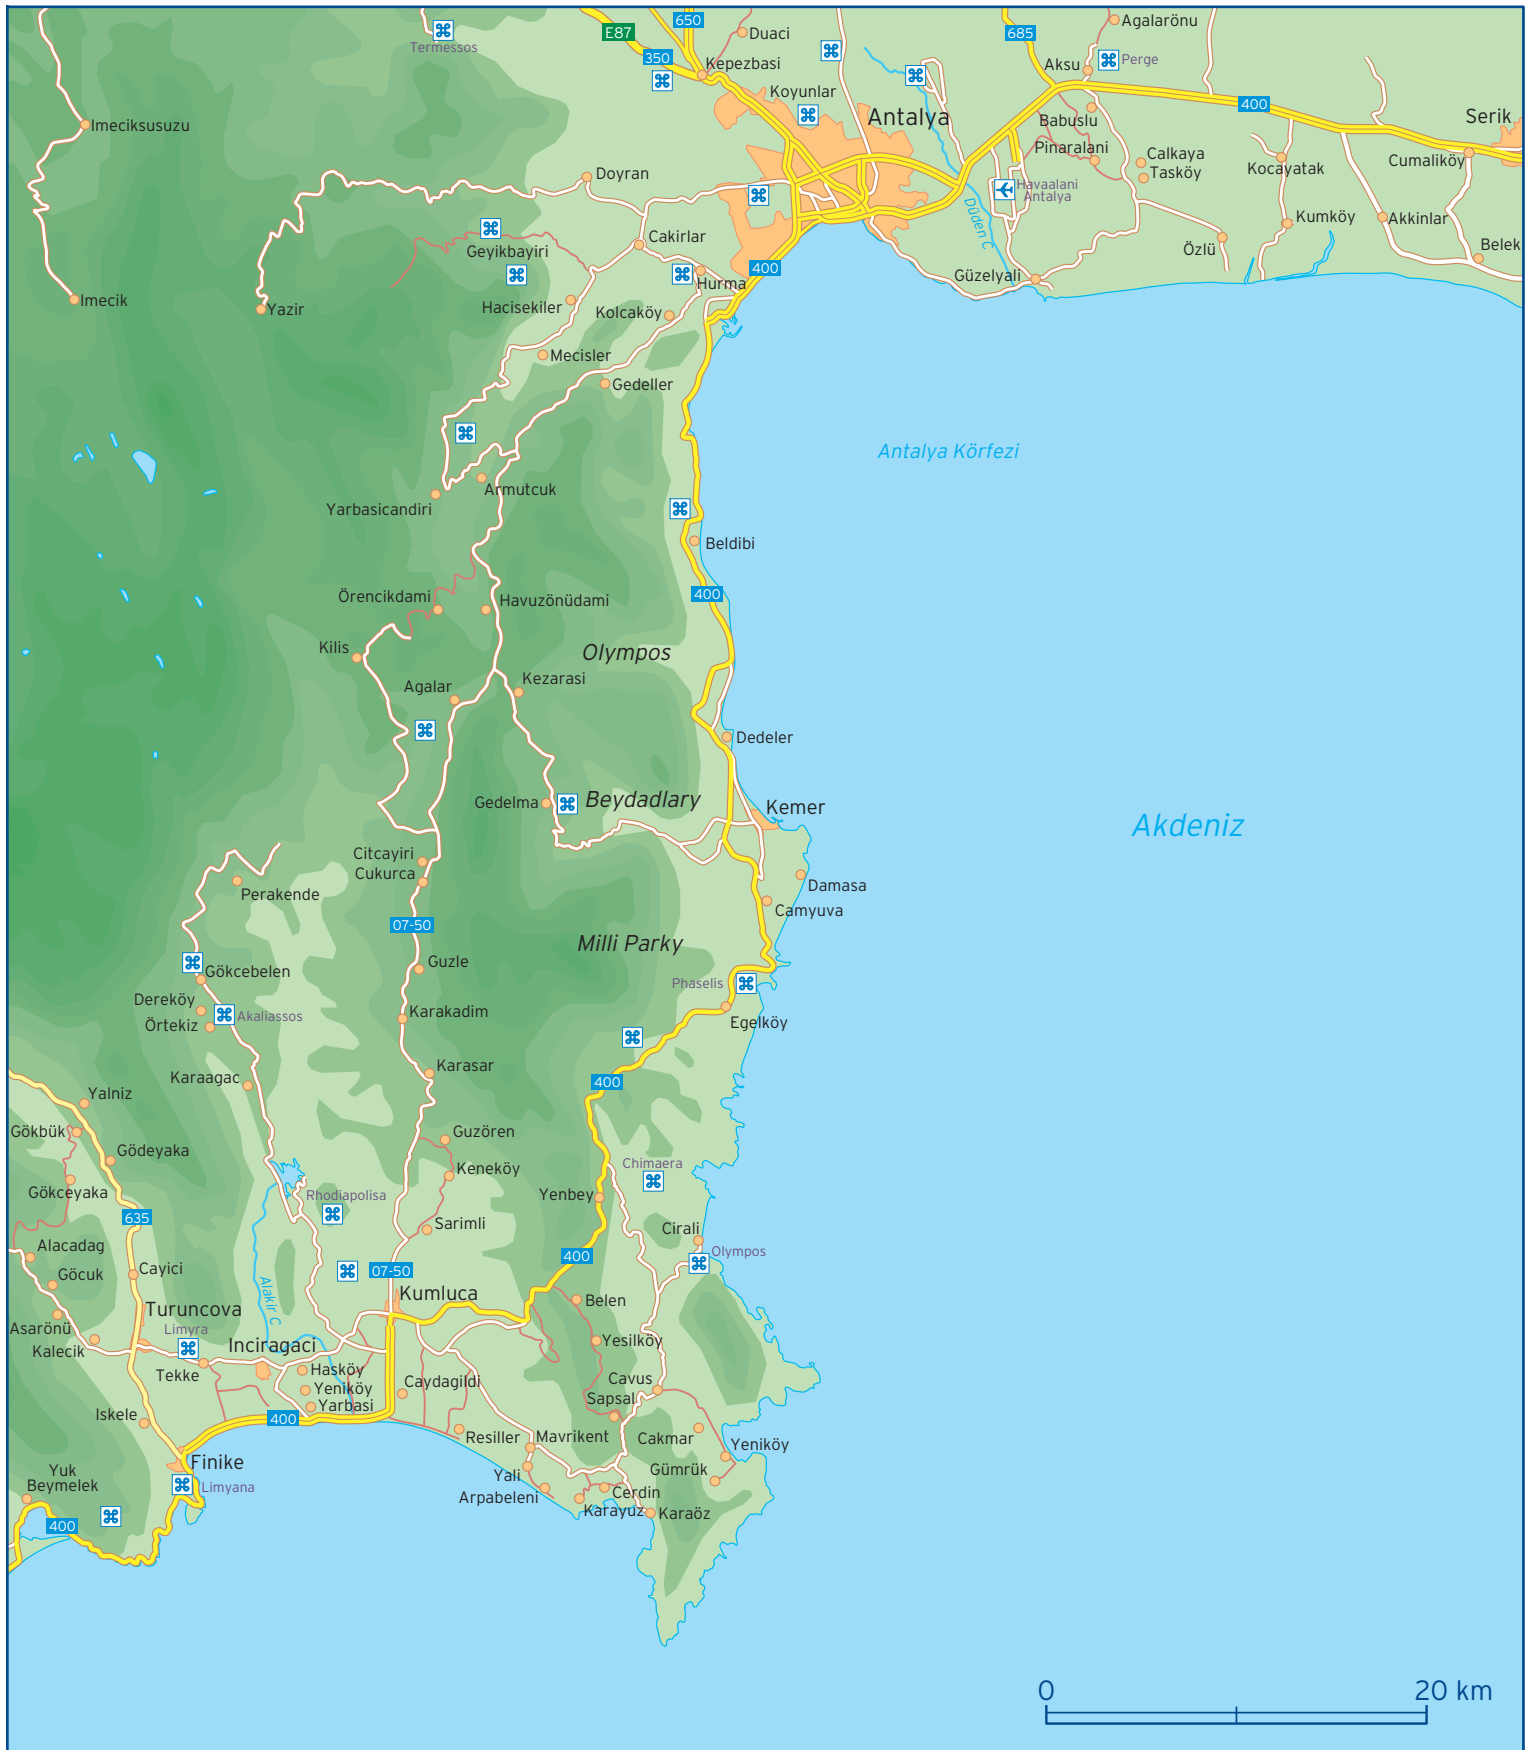 650
Duaci
E87
685
Agalarönu
Termessos
350
Kepezbasi
Aksu
Perge
Koyunlar
Antalya
400
Serik
Imeciksusuzu
Babuslu
Pinaralani
Calkaya
Tasköy
Kocayatak
Cumaliköy
Doyran
Havaalani
Antalya
Düden C
Kumköy
Akkinlar
Cakirlar
Geyikbayiri
Özlü
Belek
400
Güzelyali
Hurma
Imecik
Yazir
Hacisekiler
Kolcaköy
Mecisler
Gedeller
Antalya Körfezi
Armutcuk
Yarbasicandiri
Beldibi
400
Örencikdami
Havuzönüdami
Kilis
Olympos
Agalar
Kezarasi
Dedeler
Gedelma
Beydadlary
Kemer
Akdeniz
Citcayiri
Cukurca
Perakende
Damasa
Camyuva
07-50
Milli Parky
Guzle
Gökcebelen
Phaselis
Dereköy
Akaliassos
Örtekiz
Karakadim
Egelköy
Karasar
Karaagac
400
Yalniz
Gökbük
Guzören
Gödeyaka
Chimaera
Keneköy
Gökceyaka
Rhodiapolisa
Yenbey
635
Sarimli
Cirali
Alacadag
Olympos
400
Cayici
07-50
Göcuk
Alakir C
Kumluca
Belen
Turuncova
Asarönü
Limyra
Kalecik
Inciragaci
Yesilköy
Tekke
Hasköy
Yeniköy
Caydagildi
Cavus
Sapsal
Yarbasi
Iskele
400
Resiller
Mavrikent
Cakmar
Yeniköy
Finike
Gümrük
Yuk
Beymelek
Yali
Limyana
Arpabeleni
Cerdin
Karayuz
Karaöz
400
0
20 km